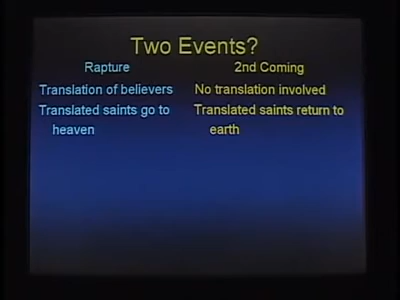 Two Events?
Rapture
2nd Coming
Translation of believers
No translation involved
Translated saints go to
heaven
Translated saints return to
earth